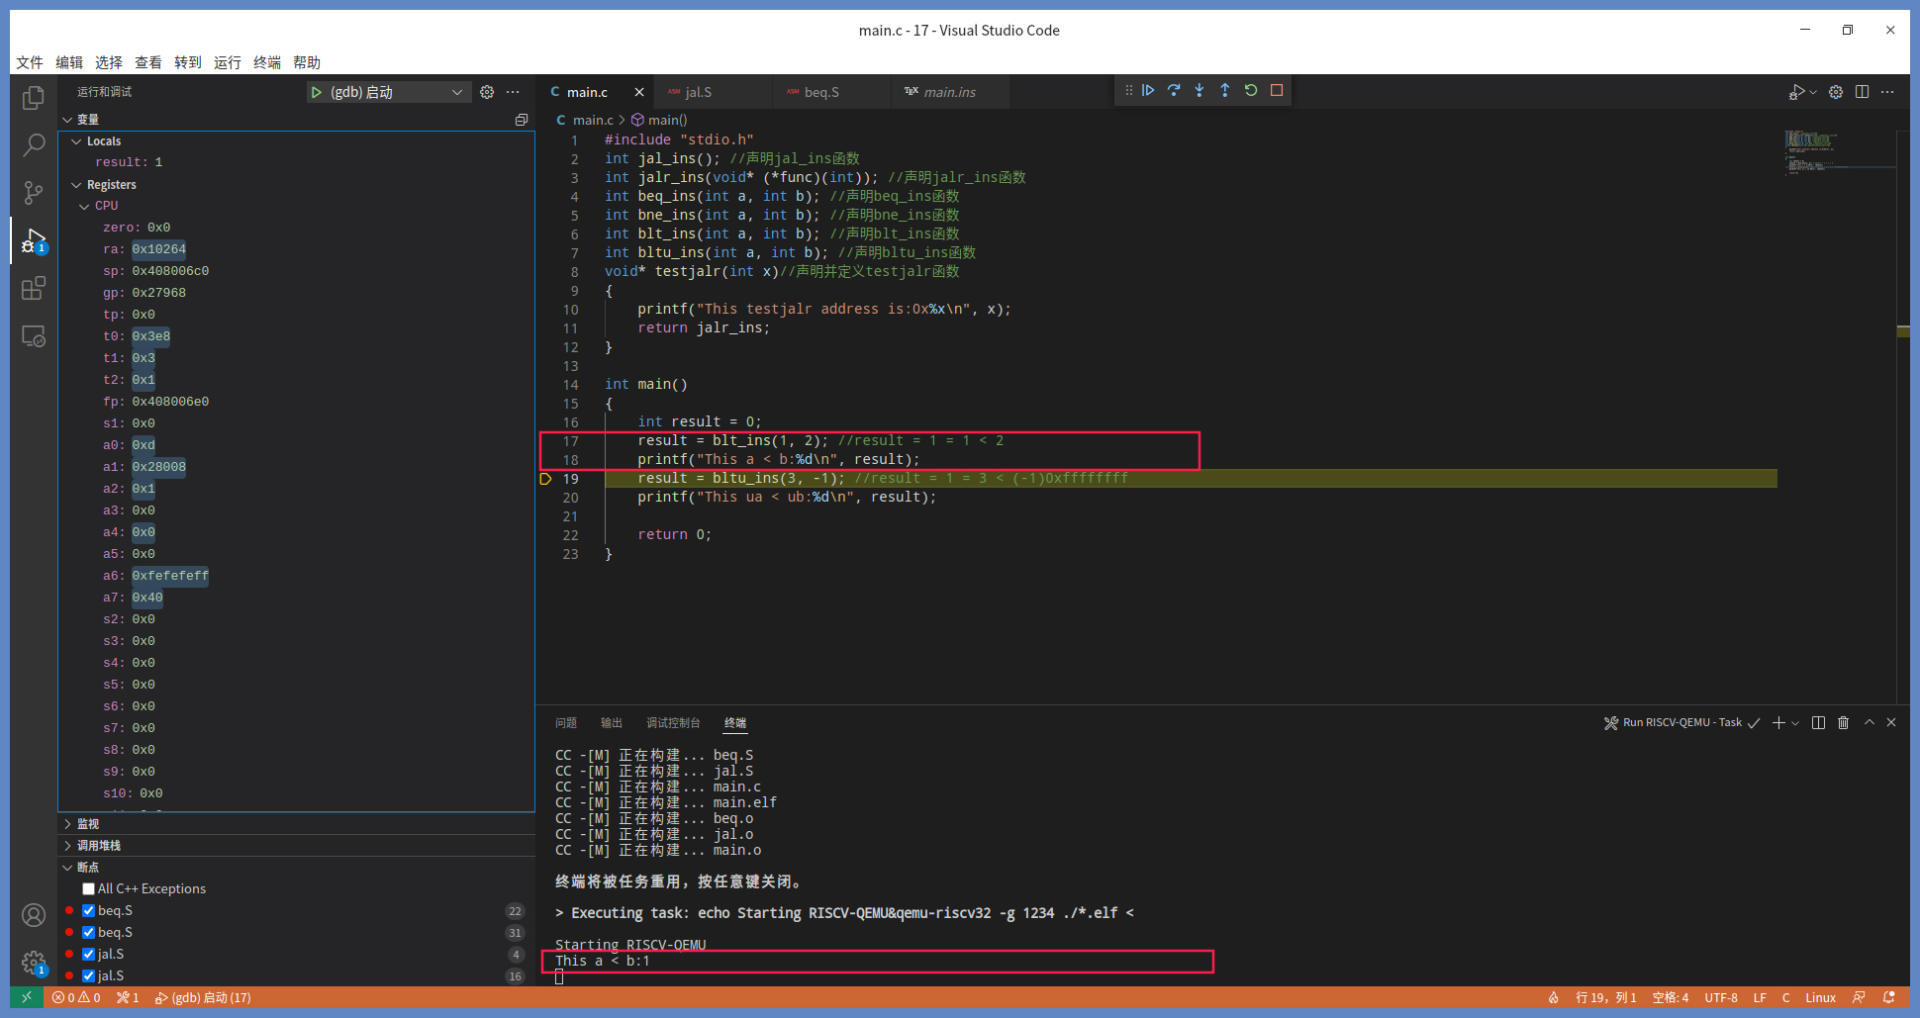 main.c - 17 - Visual Studio Code
文件 编辑 选择 查看 转到 运行 终端 帮助
运行和调试
(gdb) 启动
变量
Locals
result: 1
Registers
CPU
zero: 0x0
ra: 0x10264
sp: 0x408006c0
gp: 0x27968
tp: 0x0
t0: 0x3e8
t1: 0x3
t2: 0x1
fp: 0x408006e0
s1: 0x0
a0: 0xd
a1: 0x28008
a2: 0x1
a3: 0x0
a4: 0x0
a5: 0x0
a6: 0xfefefeff
a7: 0x40
s2: 0x0
s3: 0x0
s4: 0x0
s5: 0x0
s6: 0x0
s7: 0x0
s8: 0x0
s9: 0x0
s10: 0x0
监视
调用堆栈
断点
All C++ Exceptions
beq.S 22
beq.S 31
jal.S 4
jal.S 16
1
1
C main.c
ASM jal.S
ASM beq.S
TEX main.ins
C main.c > main()
1 #include "stdio.h"
2 int jal_ins(); //声明jal_ins函数
3 int jalr_ins(void* (*func)(int)); //声明jalr_ins函数
4 int beq_ins(int a, int b); //声明beq_ins函数
5 int bne_ins(int a, int b); //声明bne_ins函数
6 int blt_ins(int a, int b); //声明blt_ins函数
7 int bltu_ins(int a, int b); //声明bltu_ins函数
8 void* testjalr(int x)//声明并定义testjalr函数
9 {
10 printf("This testjalr address is:0x%x\n", x);
11 return jalr_ins;
12 }
13
14 int main()
15 {
16 int result = 0;
17 result = blt_ins(1, 2); //result = 1 = 1 < 2
18 printf("This a < b:%d\n", result);
19 result = bltu_ins(3, -1); //result = 1 = 3 < (-1)0xffffffff
20 printf("This ua < ub:%d\n", result);
21
22 return 0;
23 }
问题 输出 调试控制台 终端
Run RISCV-QEMU - Task
CC -[M] 正在构建... beq.S
CC -[M] 正在构建... jal.S
CC -[M] 正在构建... main.c
CC -[M] 正在构建... main.elf
CC -[M] 正在构建... beq.o
CC -[M] 正在构建... jal.o
CC -[M] 正在构建... main.o
终端将被任务重用，按任意键关闭。
> Executing task: echo Starting RISCV-QEMU&qemu-riscv32 -g 1234 ./*.elf <
Starting RISCV-QEMU
This a < b:1
0 0 1 (gdb) 启动 (17)
行 19，列 1 空格: 4 UTF-8 LF C Linux